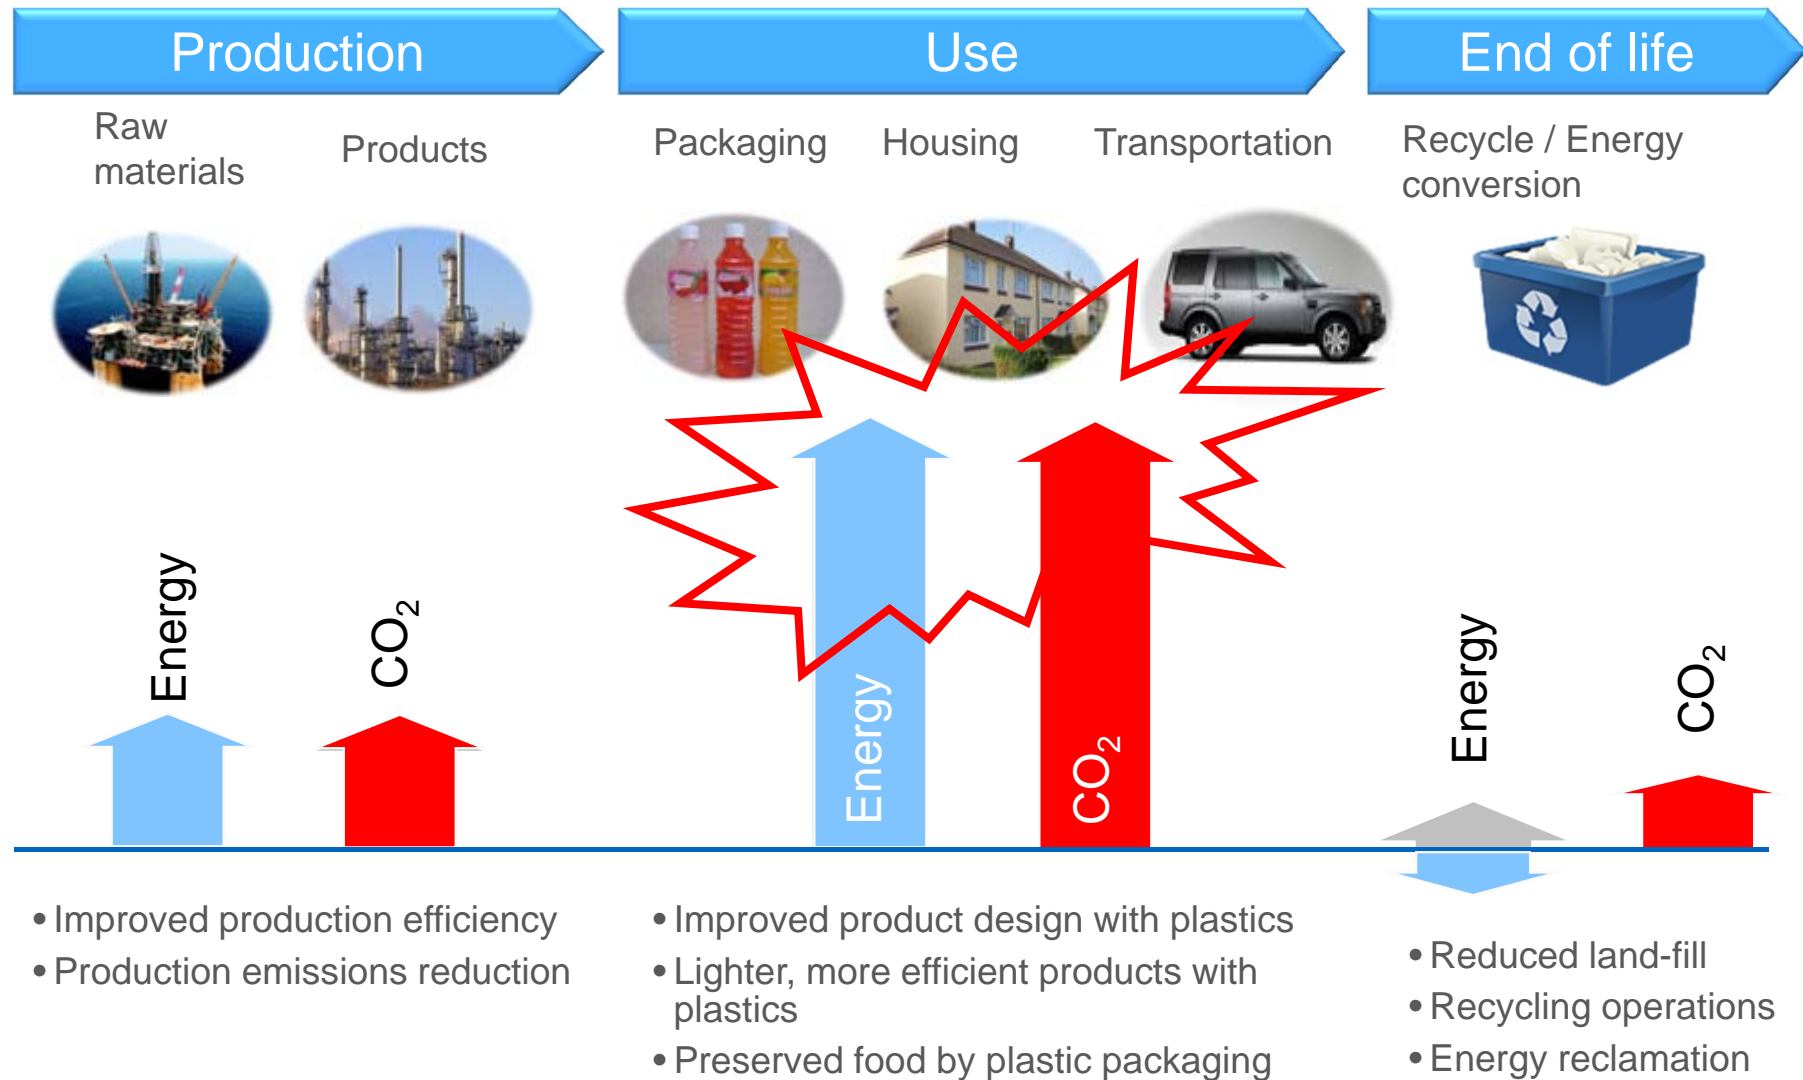 Production
Use
End of life
Raw
materials
Products
Packaging
Housing
Transportation
Recycle / Energy
conversion
Energy
CO₂
Energy
CO₂
Energy
CO₂
• Improved production efficiency
• Production emissions reduction
• Improved product design with plastics
• Lighter, more efficient products with
plastics
• Preserved food by plastic packaging
• Reduced land-fill
• Recycling operations
• Energy reclamation